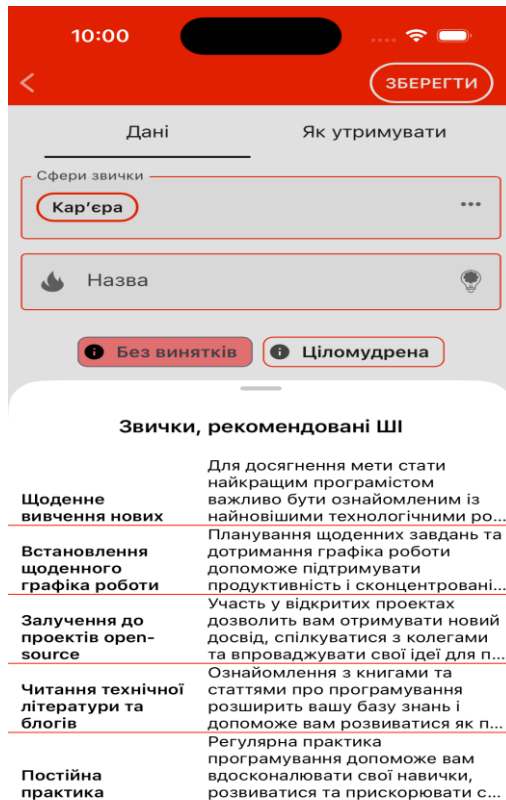 10:00
ЗБЕРЕГТИ
Дані
Як утримувати
Сфери звички
Кар'єра
Назва
Без винятків
Ціломудрена
Звички, рекомендовані ШІ
Щоденне
вивчення нових
Для досягнення мети стати
найкращим програмістом
важливо бути ознайомленим із
найновішими технологічними ро...
Встановлення
щоденного
графіка роботи
Планування щоденних завдань та
дотримання графіка роботи
допоможе підтримувати
продуктивність і сконцентровані...
Залучення до
проектів open-
source
Участь у відкритих проектах
дозволить вам отримувати новий
досвід, спілкуватися з колегами
та впроваджувати свої ідеї для п...
Читання технічної
літератури та
блогів
Ознайомлення з книгами та
статтями про програмування
розширить вашу базу знань і
допоможе вам розвиватися як п...
Постійна
практика
Регулярна практика
програмування допоможе вам
вдосконалювати свої навички,
розвиватися та прискорювати с...